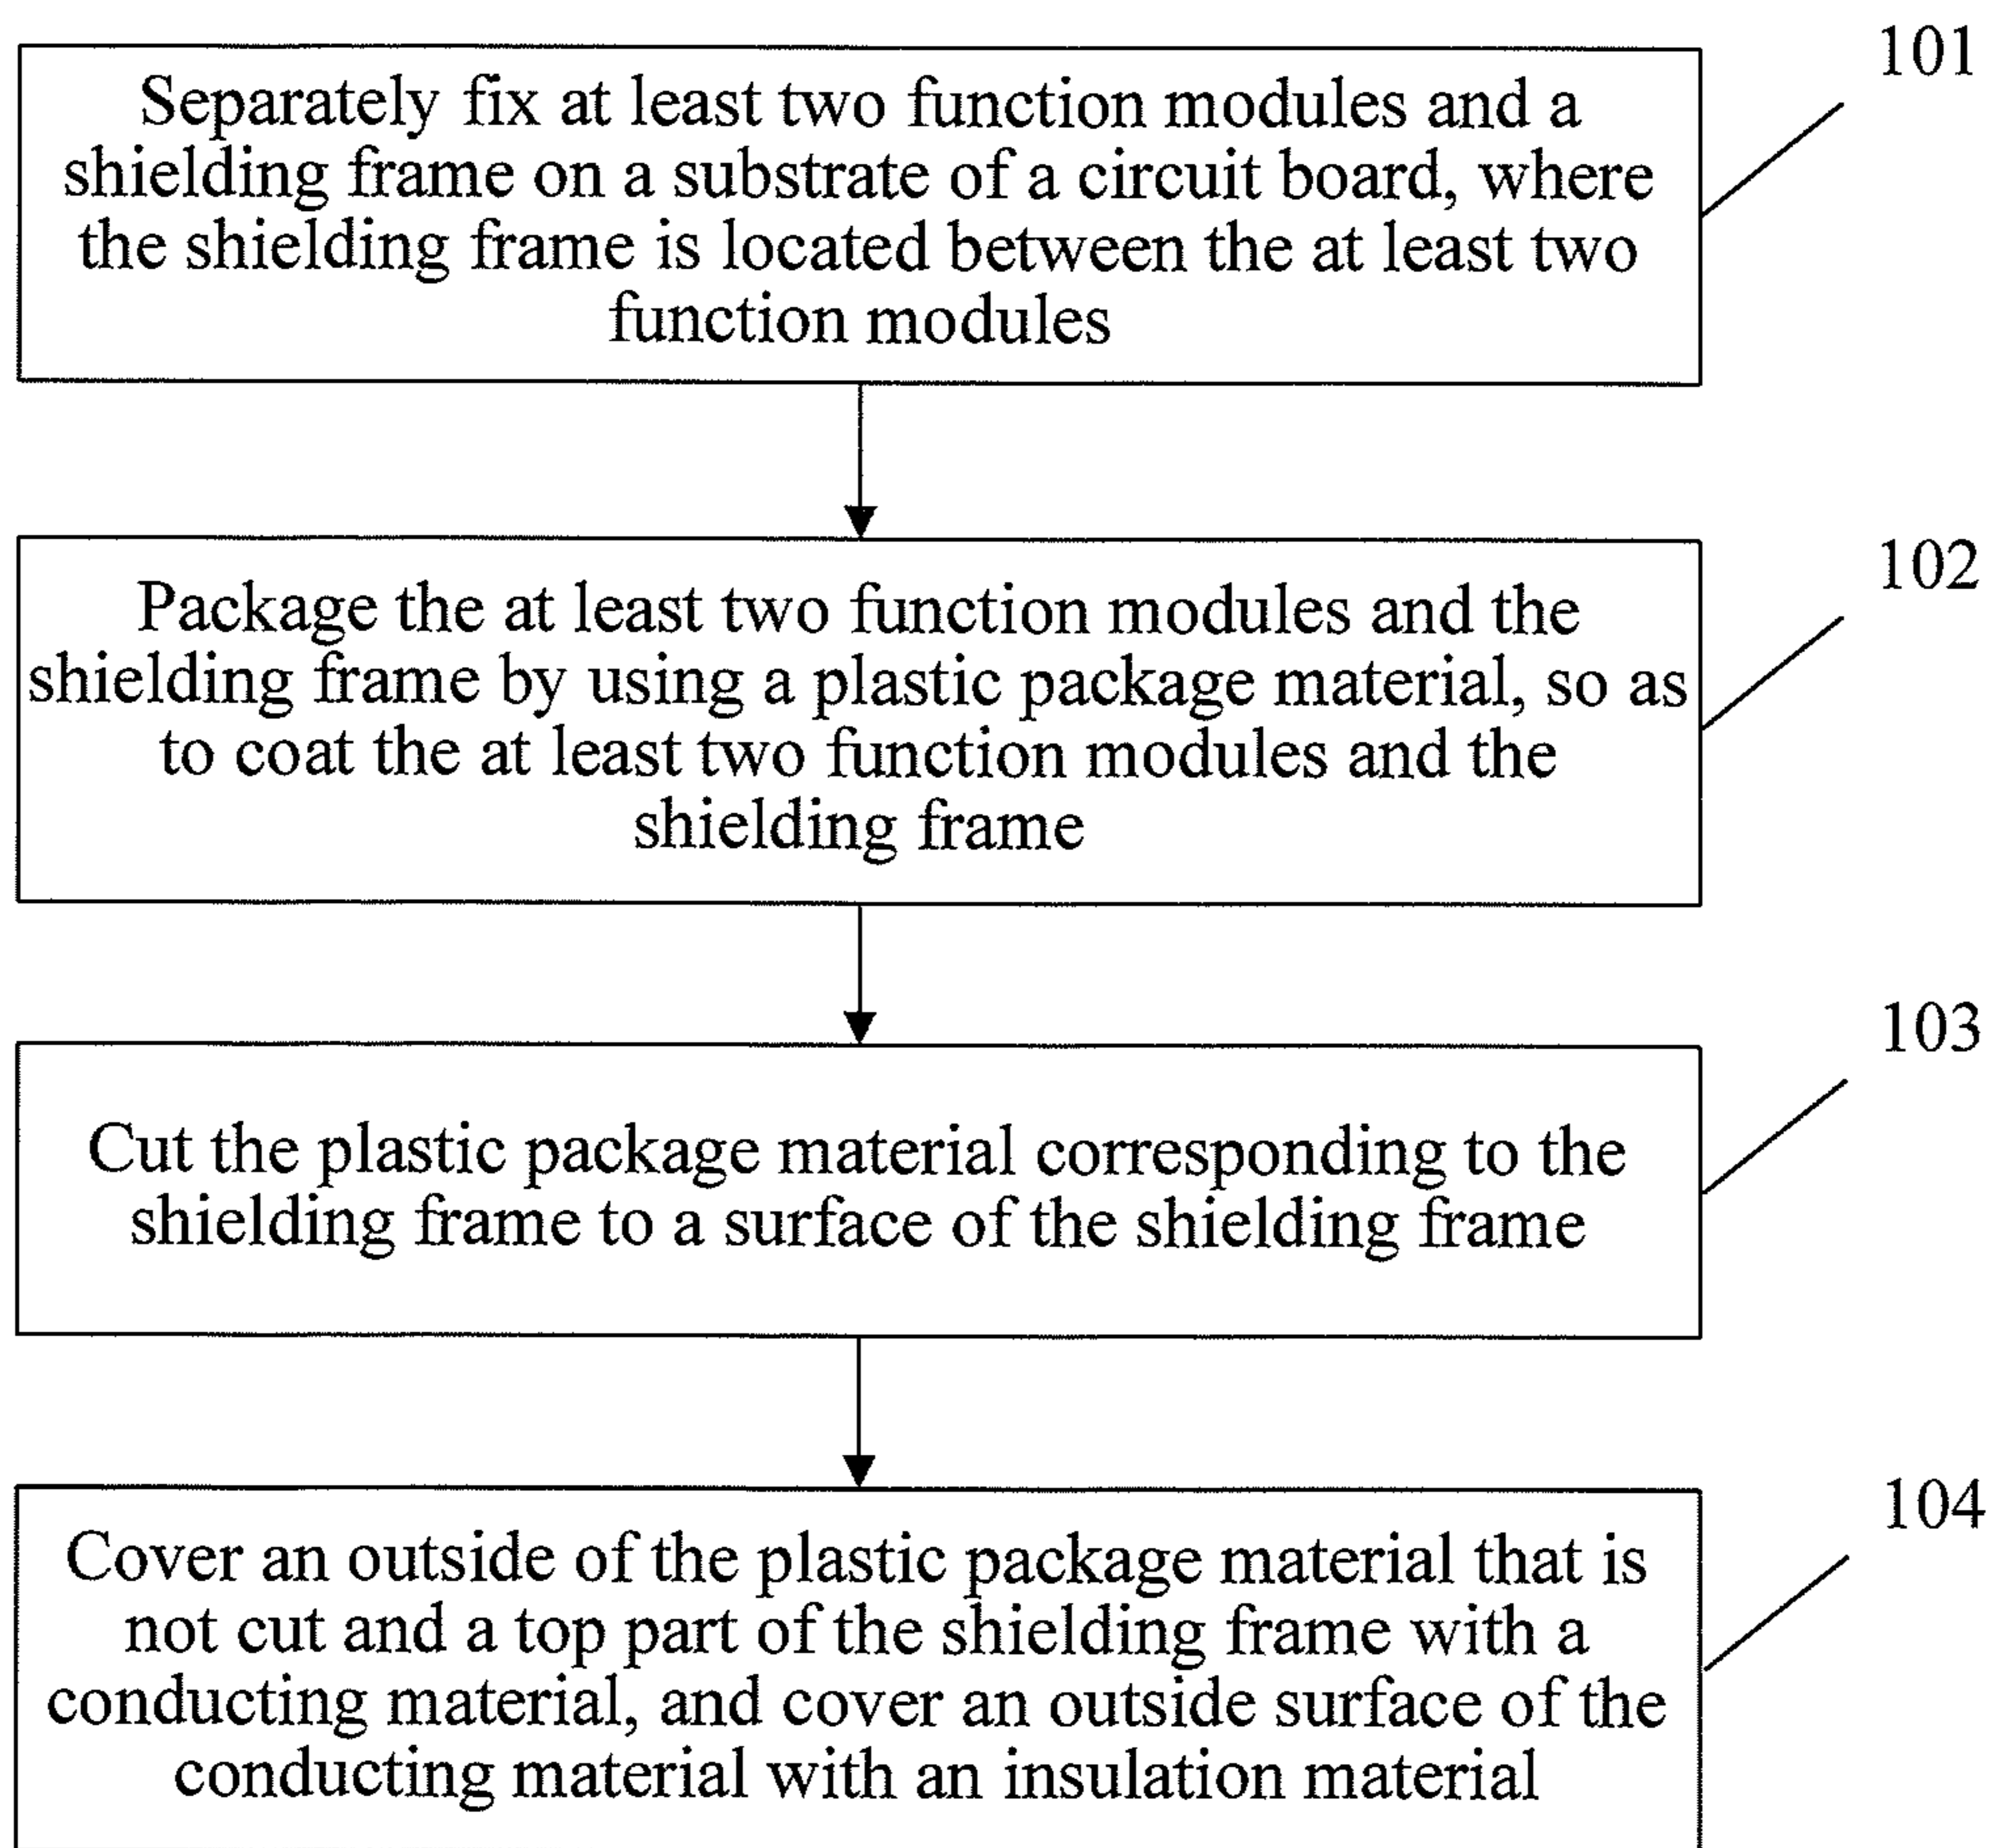 101
Separately fix at least two function modules and a
shielding frame on a substrate of a circuit board, where
the shielding frame is located between the at least two
function modules
102
Package the at least two function modules and the
shielding frame by using a plastic package material, so as
to coat the at least two function modules and the
shielding frame
103
Cut the plastic package material corresponding to the
shielding frame to a surface of the shielding frame
104
Cover an outside of the plastic package material that is
not cut and a top part of the shielding frame with a
conducting material, and cover an outside surface of the
conducting material with an insulation material